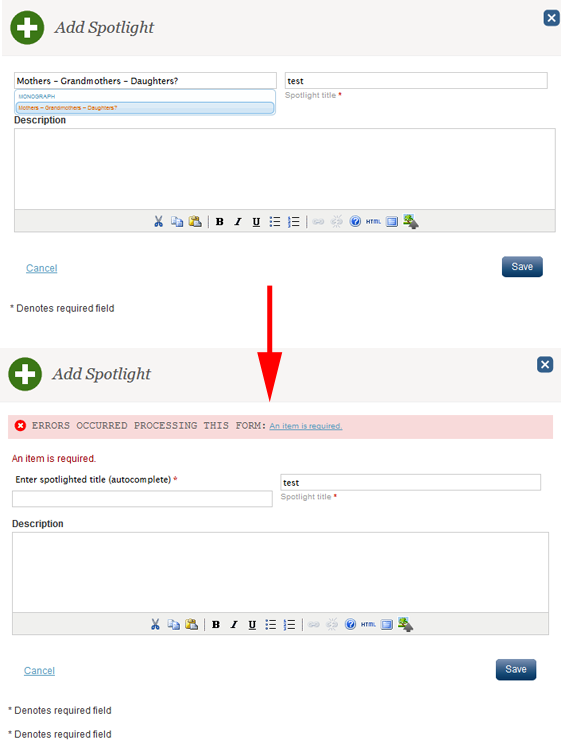 Add Spotlight
Mothers – Grandmothers – Daughters?
test
MONOGRAPH
Spotlight title *
Mothers – Grandmothers – Daughters?
Description
B I U HTML
Cancel
Save
* Denotes required field
Add Spotlight
ERRORS OCCURRED PROCESSING THIS FORM: An item is required.
An item is required.
Enter spotlighted title (autocomplete) *
test
Spotlight title *
Description
B I U HTML
Cancel
Save
* Denotes required field
* Denotes required field